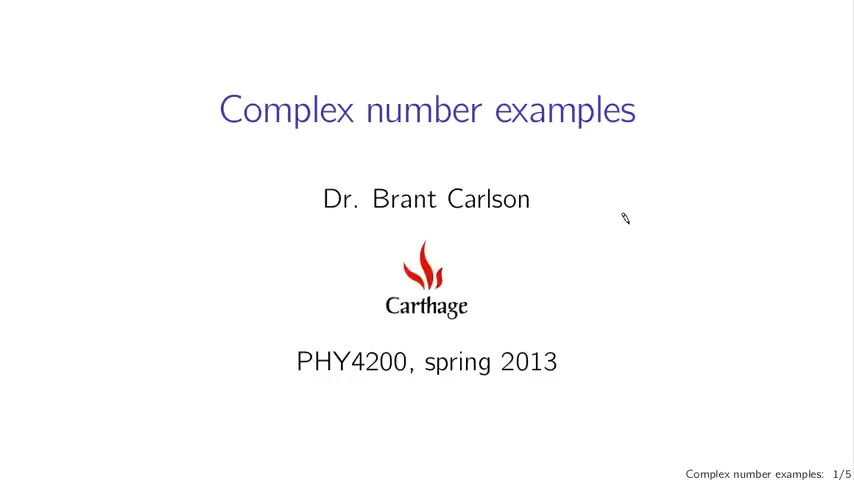 Complex number examples
Dr. Brant Carlson
Carthage
PHY4200, spring 2013
Complex number examples: 1/5